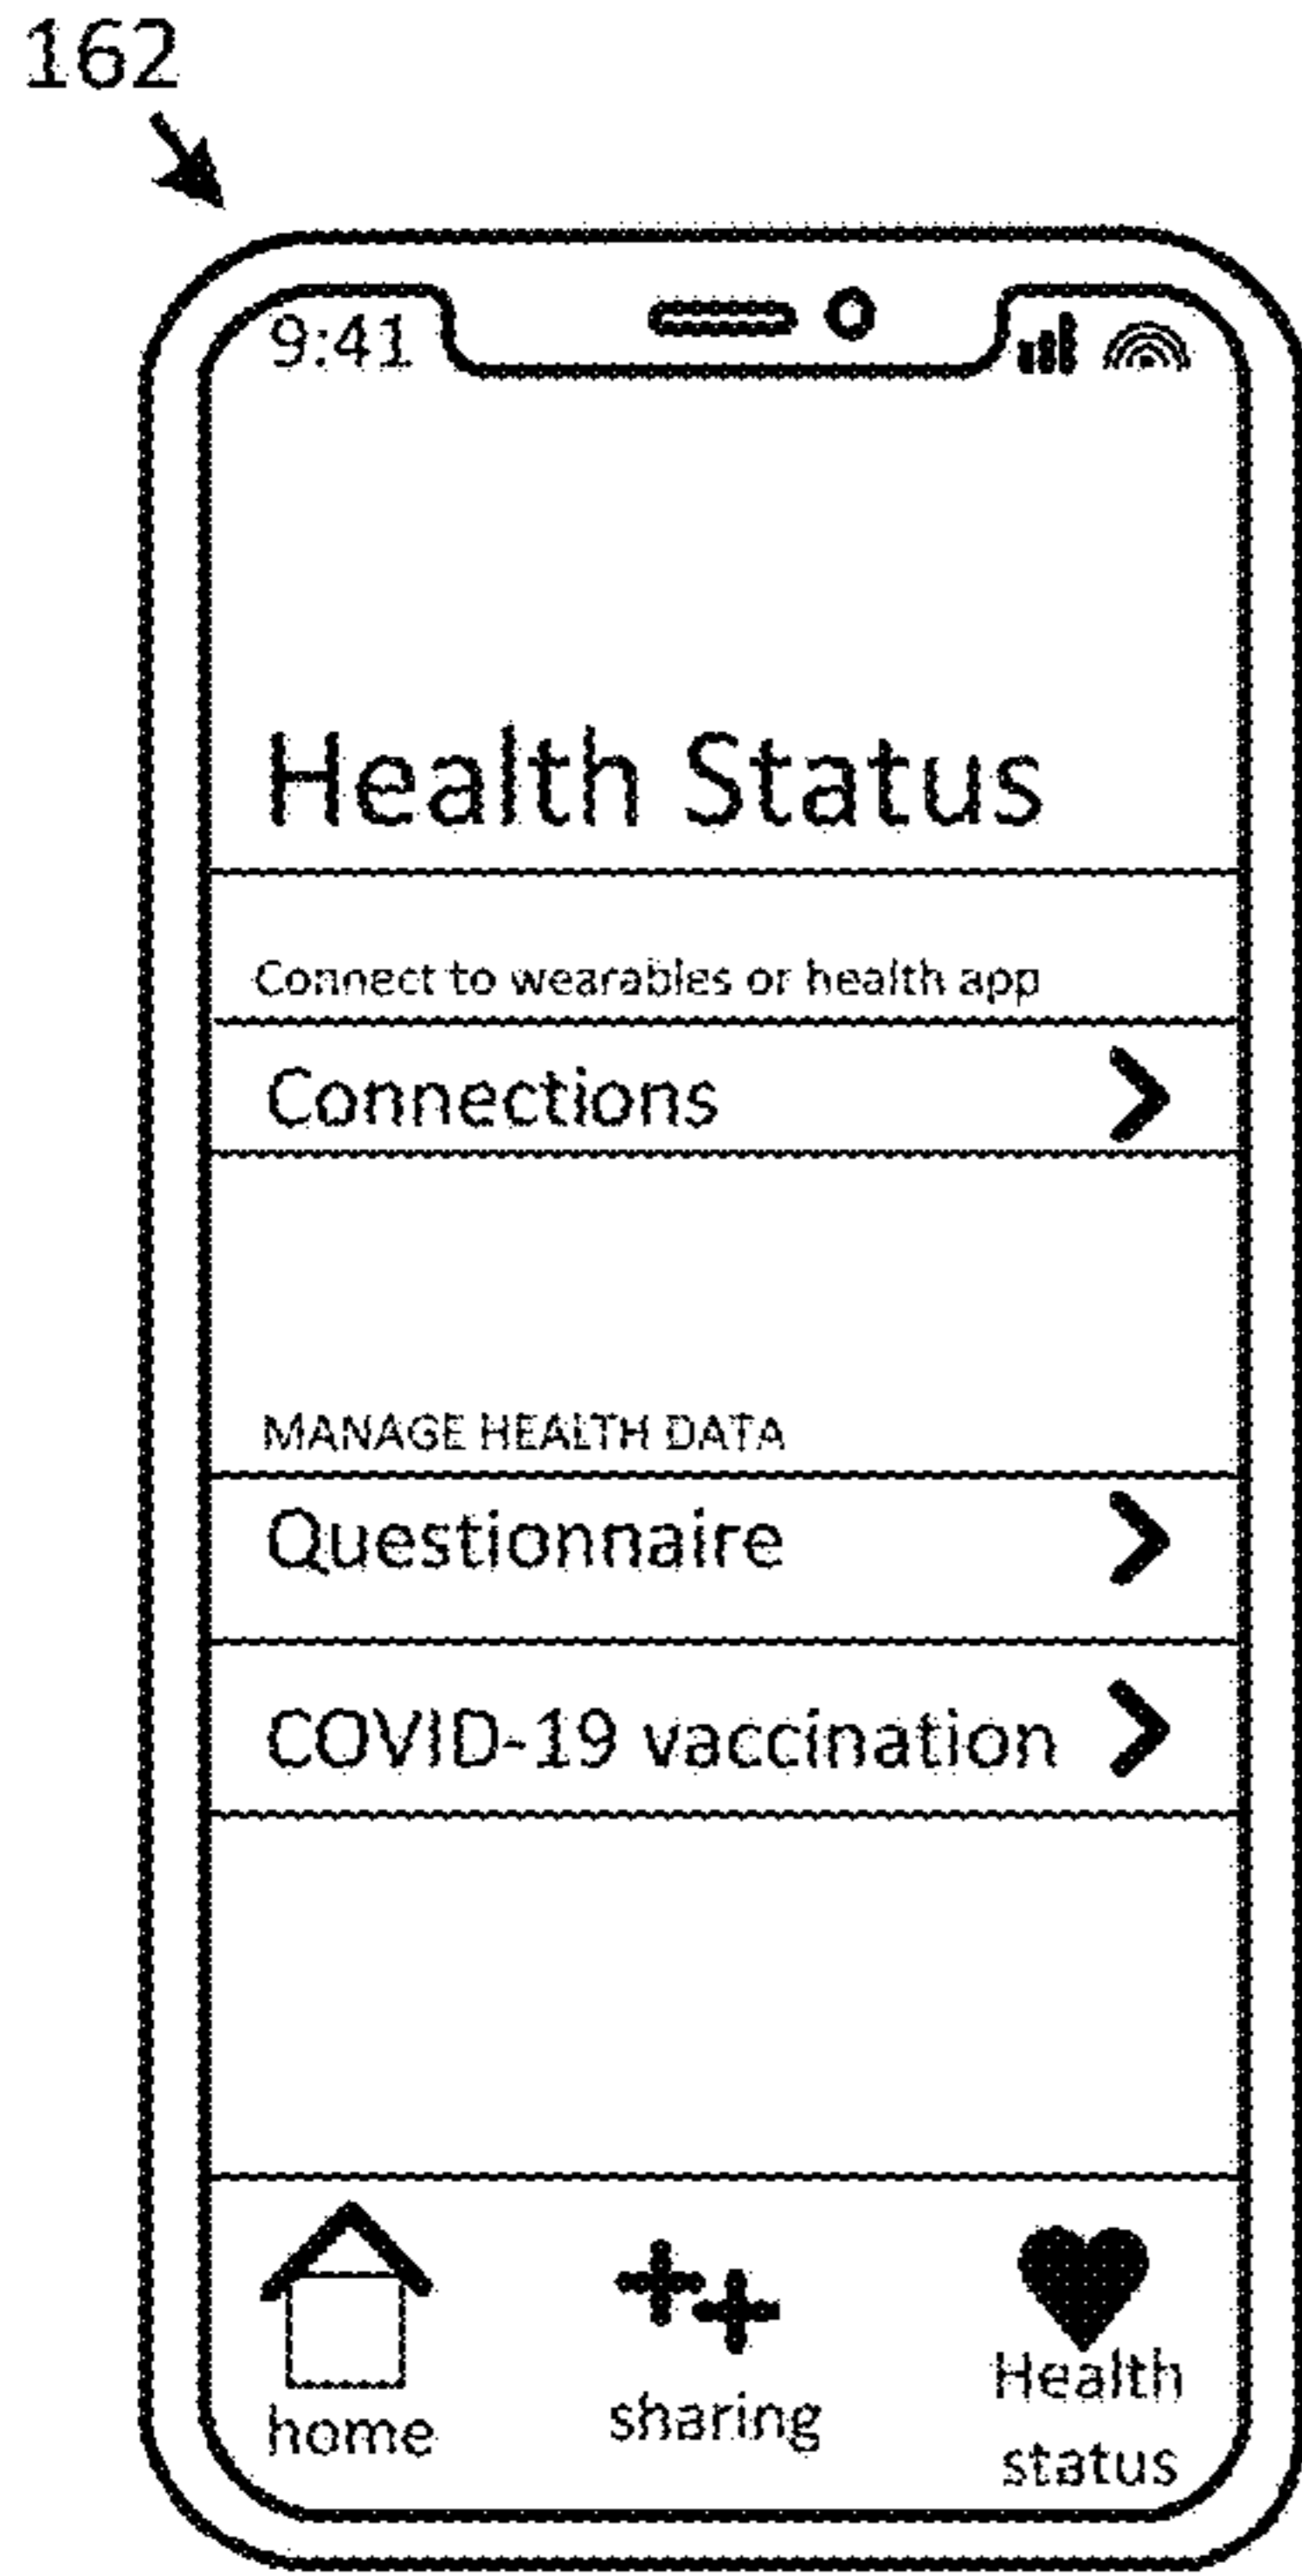 162
9:41
Health Status
Connect to wearables or health app
Connections
MANAGE HEALTH DATA
Questionnaire
COVID-19 vaccination
home
sharing
Health
status